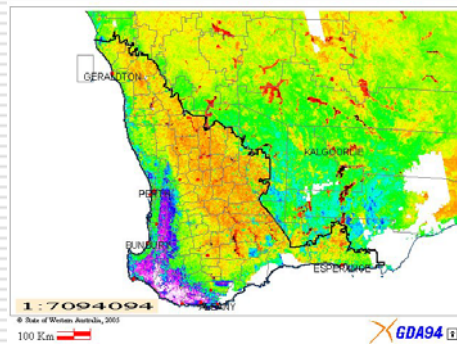 GERALDTON
KALGOORLIE
PERTH
BUNBURY
ESPERANCE
ALBANY
1:7094094
© State of Western Australia, 2005
100 Km
GDA94